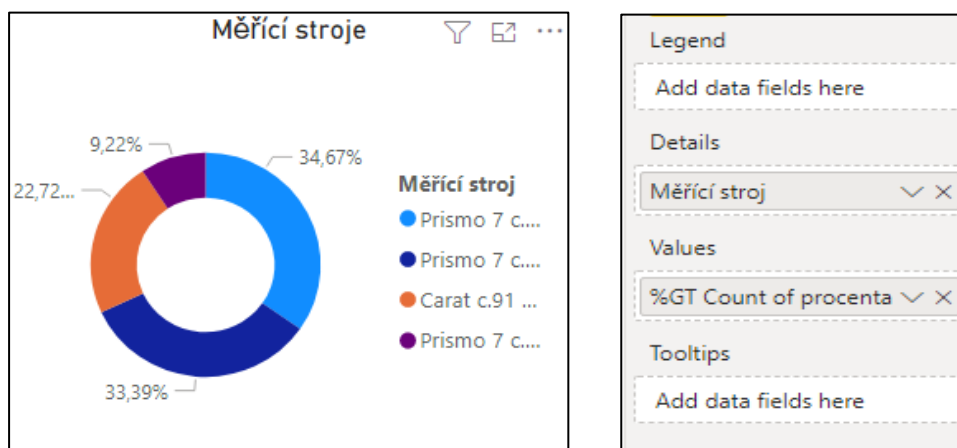 Měřící stroje
9,22%
34,67%
22,72...
33,39%
Měřící stroj
Prismo 7 c....
Prismo 7 c....
Carat c.91 ...
Prismo 7 c....
Legend
Add data fields here
Details
Měřící stroj
Values
%GT Count of procenta
Tooltips
Add data fields here